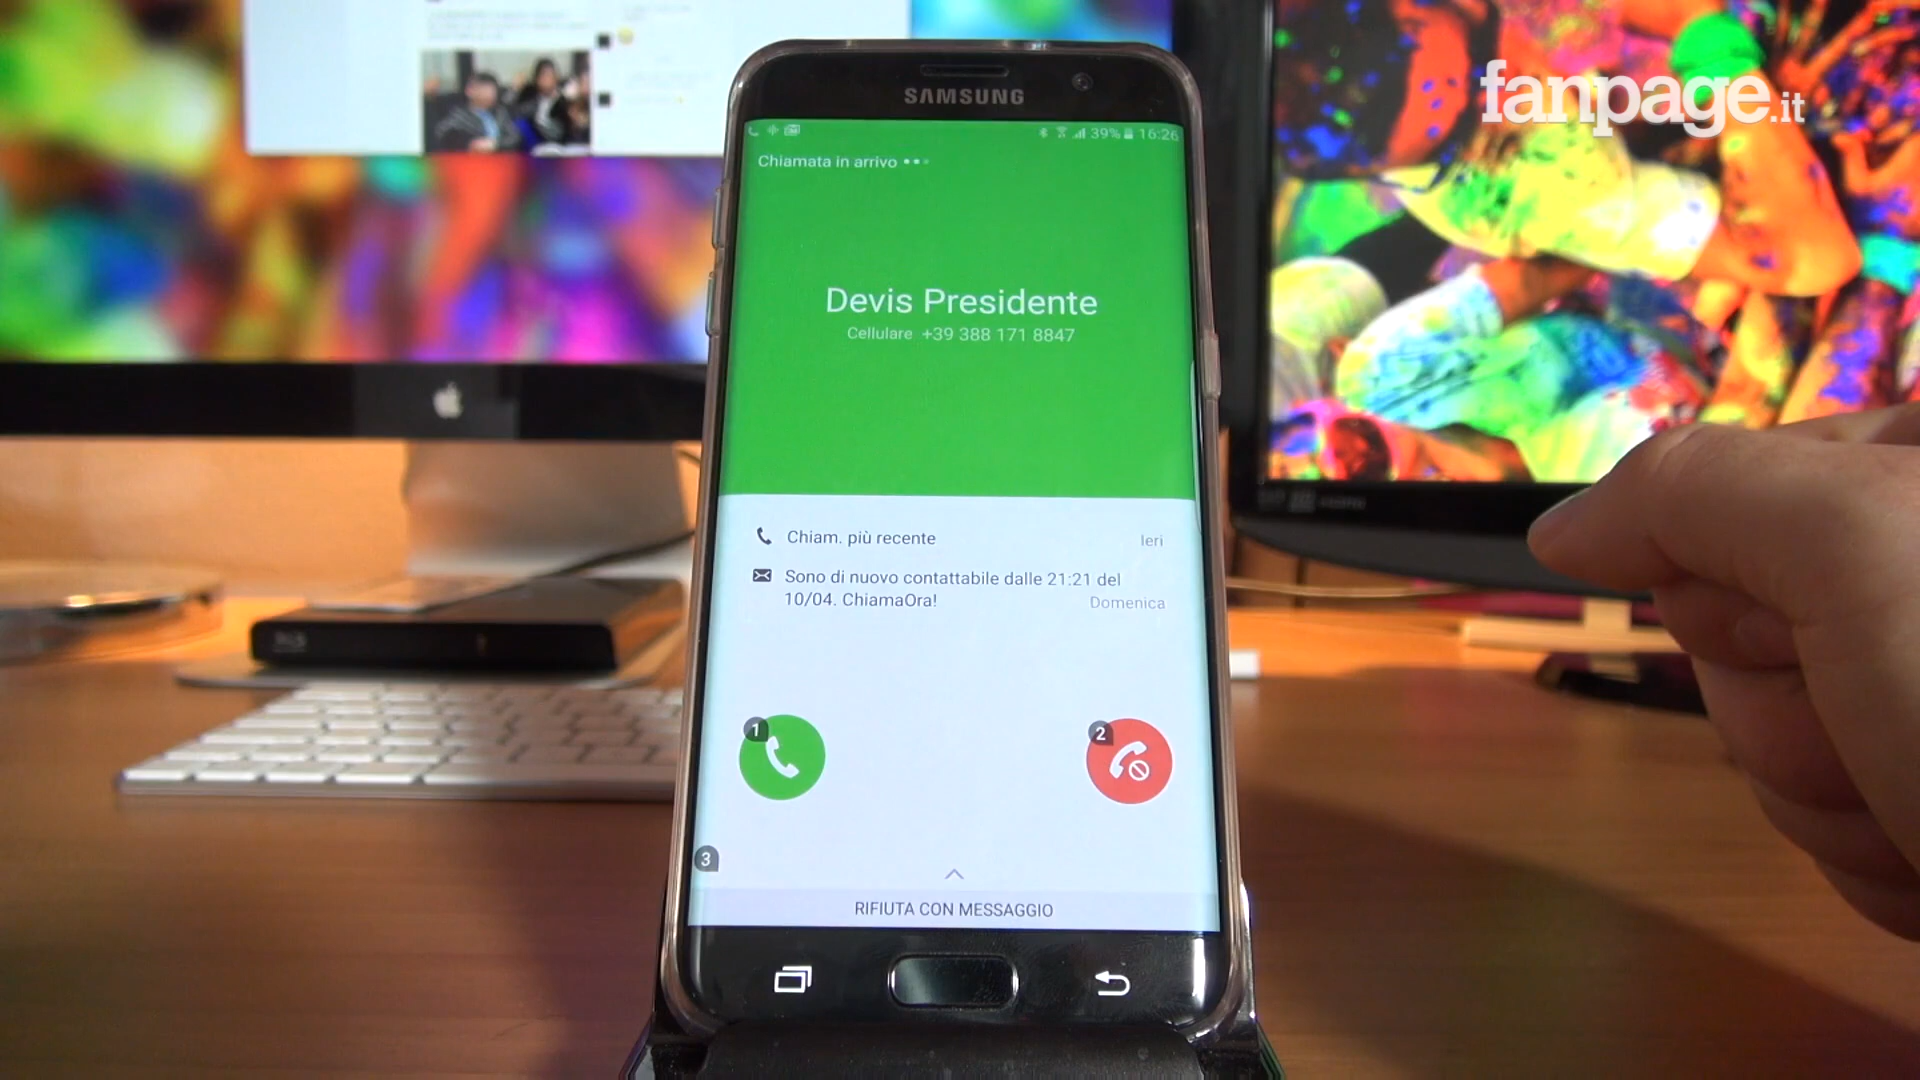 fanpage.it
SAMSUNG
39% 16:26
Chiamata in arrivo
Devis Presidente
Cellulare +39 388 171 8847
Chiam. più recente Ieri
Sono di nuovo contattabile dalle 21:21 del
10/04. ChiamaOra!
Domenica
1
2
3
RIFIUTA CON MESSAGGIO